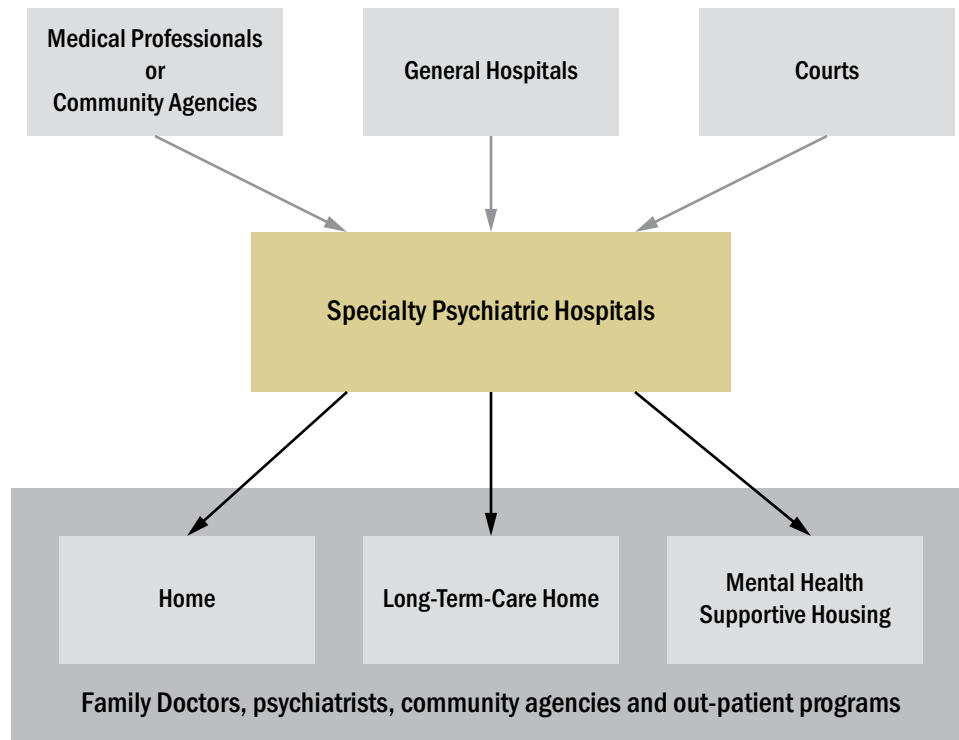 Medical Professionals
or
Community Agencies
General Hospitals
Courts
Specialty Psychiatric Hospitals
Home
Long-Term-Care Home
Mental Health
Supportive Housing
Family Doctors, psychiatrists, community agencies and out-patient programs